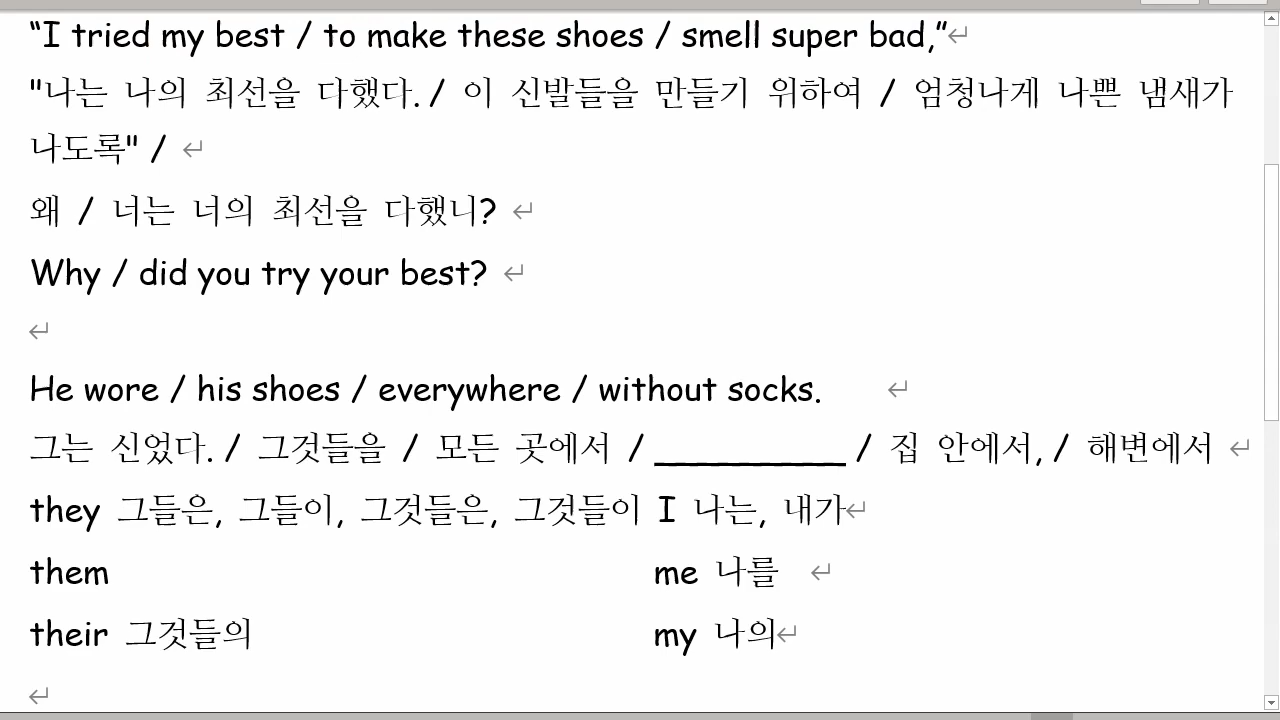 “I tried my best / to make these shoes / smell super bad,”
"나는 나의 최선을 다했다. / 이 신발들을 만들기 위하여 / 엄청나게 나쁜 냄새가
나도록" /
왜 / 너는 너의 최선을 다했니?
Why / did you try your best?
He wore / his shoes / everywhere / without socks.
그는 신었다. / 그것들을 / 모든 곳에서 / __________ / 집 안에서, / 해변에서
they 그들은, 그들이, 그것들은, 그것들이 I 나는, 내가
them me 나를
their 그것들의 my 나의